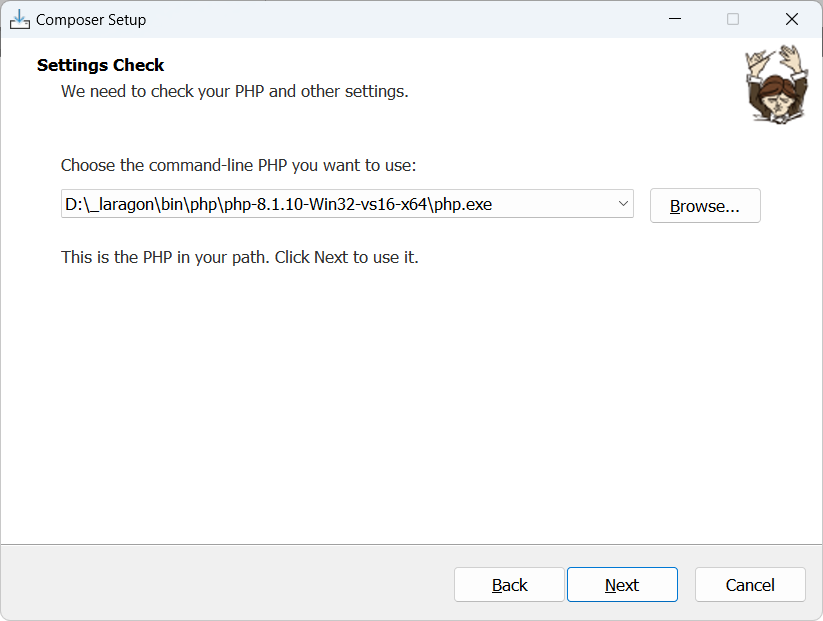 Composer Setup
Settings Check
We need to check your PHP and other settings.
Choose the command-line PHP you want to use:
D:\_laragon\bin\php\php-8.1.10-Win32-vs16-x64\php.exe
Browse...
This is the PHP in your path. Click Next to use it.
Back
Next
Cancel